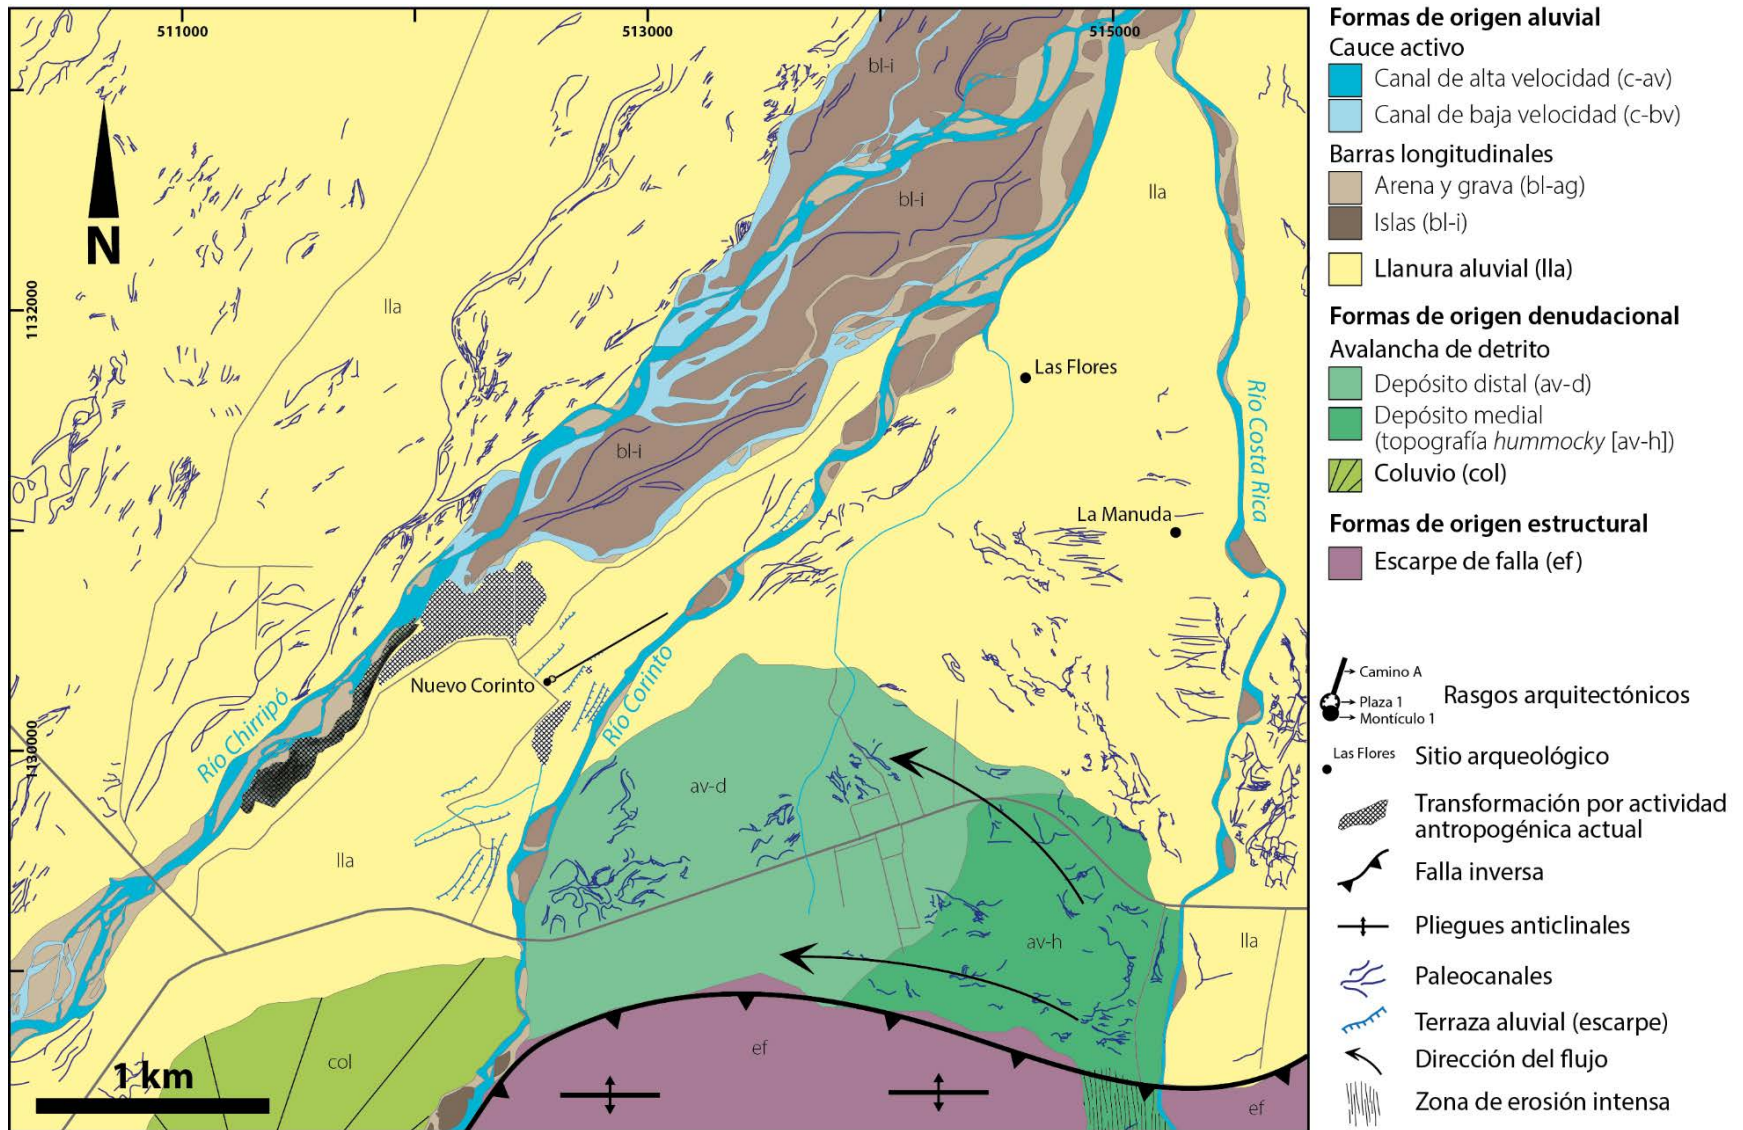 511000
513000
515000
1132000
1130000
N
bl-i
bl-i
bl-i
lla
lla
lla
lla
Las Flores
La Manuda
Río Costa Rica
Nuevo Corinto
Río Chirripó
Río Corinto
av-d
av-h
col
ef
ef
1 km
Formas de origen aluvial
Cauce activo
Canal de alta velocidad (c-av)
Canal de baja velocidad (c-bv)
Barras longitudinales
Arena y grava (bl-ag)
Islas (bl-i)
Llanura aluvial (lla)
Formas de origen denudacional
Avalancha de detrito
Depósito distal (av-d)
Depósito medial
(topografía hummocky [av-h])
Coluvio (col)
Formas de origen estructural
Escarpe de falla (ef)
Camino A
Plaza 1
Montículo 1
Rasgos arquitectónicos
Las Flores
Sitio arqueológico
Transformación por actividad
antropogénica actual
Falla inversa
Pliegues anticlinales
Paleocanales
Terraza aluvial (escarpe)
Dirección del flujo
Zona de erosión intensa